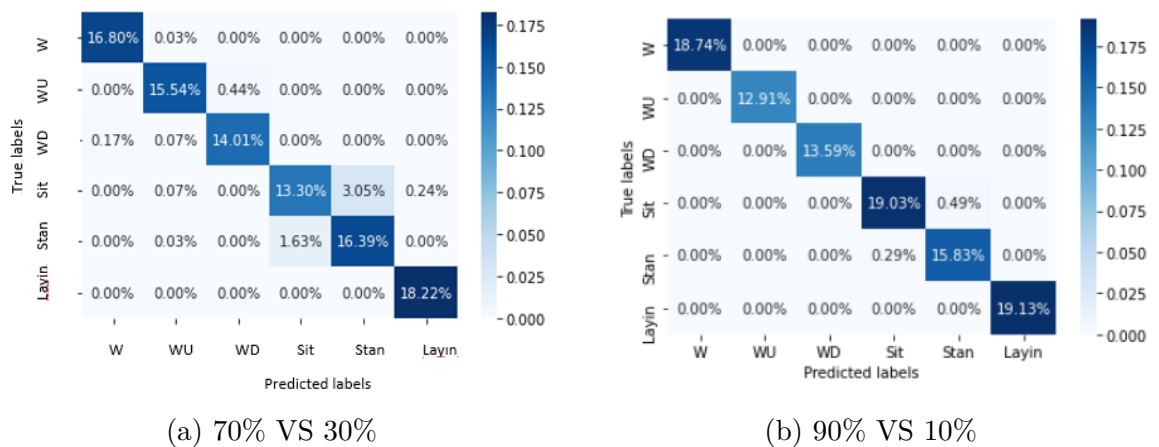 W 16.80% 0.03% 0.00% 0.00% 0.00% 0.00%
WU 0.00% 15.54% 0.44% 0.00% 0.00% 0.00%
WD 0.17% 0.07% 14.01% 0.00% 0.00% 0.00%
Sit 0.00% 0.07% 0.00% 13.30% 3.05% 0.24%
Stan 0.00% 0.03% 0.00% 1.63% 16.39% 0.00%
Layin 0.00% 0.00% 0.00% 0.00% 0.00% 18.22%
True labels
W WU WD Sit Stan Layin
Predicted labels
0.175
0.150
0.125
0.100
0.075
0.050
0.025
0.000
(a) 70% VS 30%
W 18.74% 0.00% 0.00% 0.00% 0.00% 0.00%
WU 0.00% 12.91% 0.00% 0.00% 0.00% 0.00%
WD 0.00% 0.00% 13.59% 0.00% 0.00% 0.00%
Sit 0.00% 0.00% 0.00% 19.03% 0.49% 0.00%
Stan 0.00% 0.00% 0.00% 0.29% 15.83% 0.00%
Layin 0.00% 0.00% 0.00% 0.00% 0.00% 19.13%
True labels
W WU WD Sit Stan Layin
Predicted labels
0.175
0.150
0.125
0.100
0.075
0.050
0.025
0.000
(b) 90% VS 10%